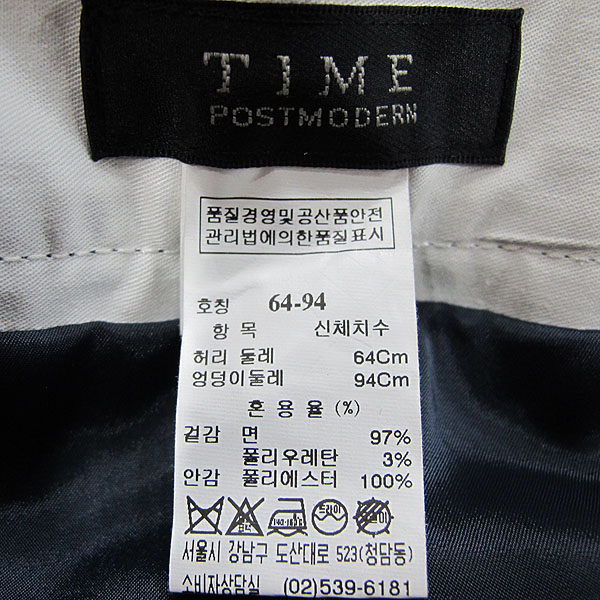 TIME
POSTMODERN
품질경영및공산품안전
관리법에의한품질표시
호칭 64-94
항 목 신체치수
허리 둘레 64Cm
엉덩이둘레 94Cm
혼 용 율 (%)
겉감 면 97%
폴리우레탄 3%
안감 폴리에스터 100%
드라이
서울시 강남구 도산대로 523(청담동)
소비자상담실 (02)539-6181